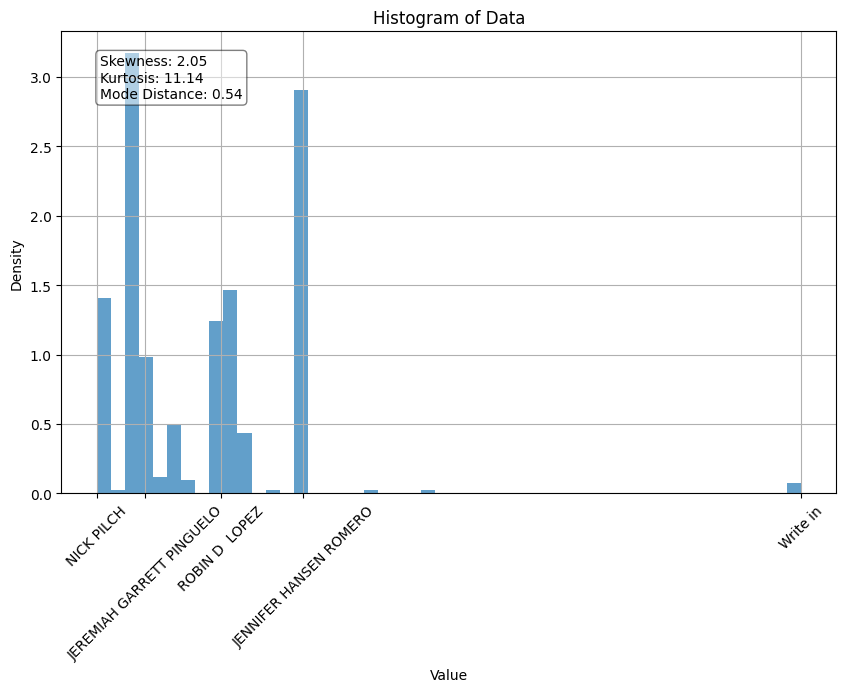 Histogram of Data
Skewness: 2.05
Kurtosis: 11.14
Mode Distance: 0.54
3.0
2.5
2.0
1.5
1.0
0.5
0.0
Density
NICK PILCH
JEREMIAH GARRETT PINGUELO
ROBIN D  LOPEZ
JENNIFER HANSEN ROMERO
Write in
Value